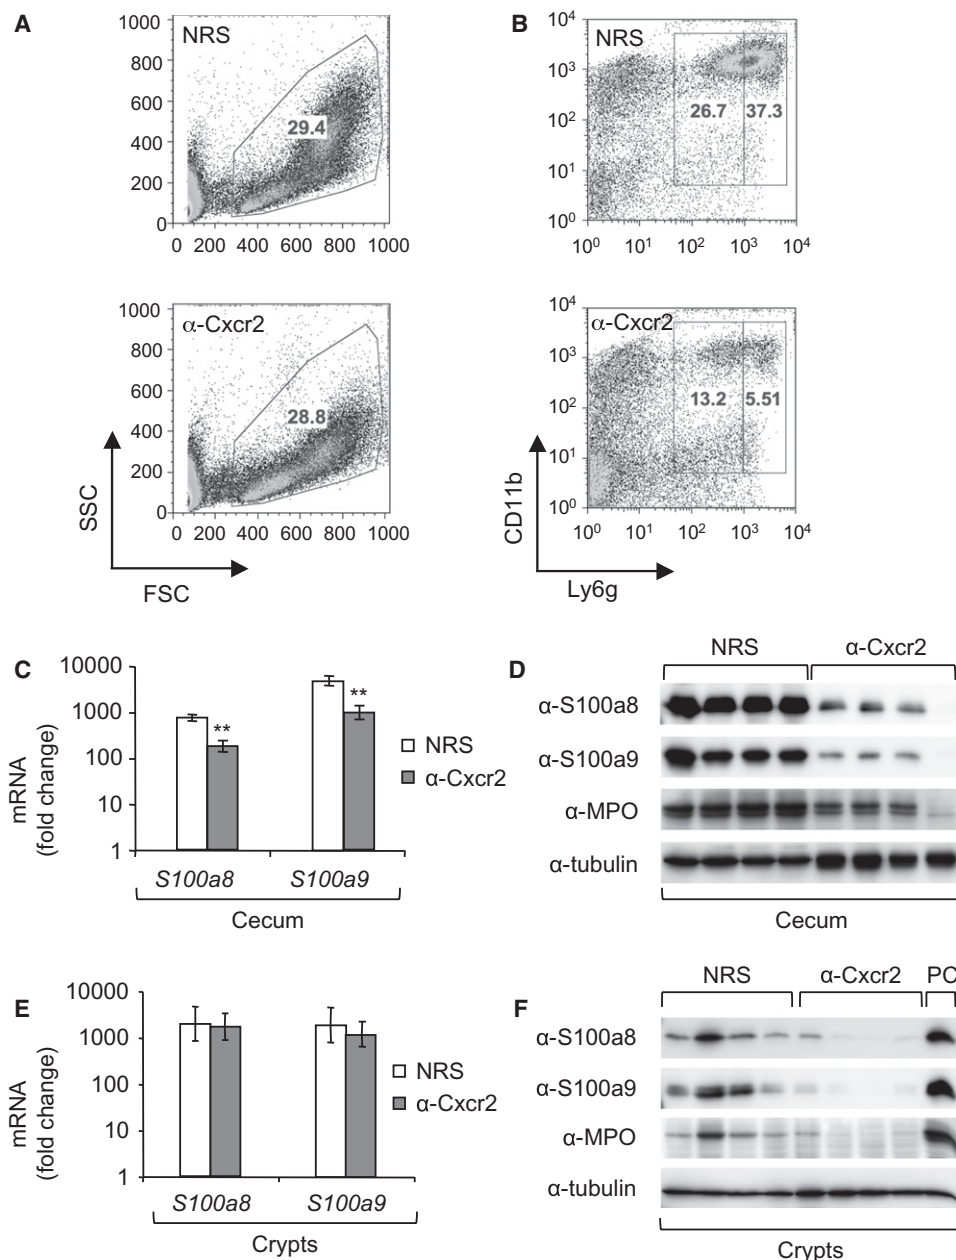 A
NRS
1000
800
600
400
200
0
29.4
0 200 400 600 800 1000
α-Cxcr2
1000
800
600
400
200
0
28.8
0 200 400 600 800 1000
SSC
FSC
B
NRS
10⁴
10³
10²
10¹
10⁰
26.7 37.3
10⁰ 10¹ 10² 10³ 10⁴
α-Cxcr2
10⁴
10³
10²
10¹
10⁰
13.2 5.51
10⁰ 10¹ 10² 10³ 10⁴
CD11b
Ly6g
C
mRNA
(fold change)
10000
1000
100
10
1
**
**
NRS
α-Cxcr2
S100a8 S100a9
Cecum
D
NRS α-Cxcr2
α-S100a8
α-S100a9
α-MPO
α-tubulin
Cecum
E
mRNA
(fold change)
10000
1000
100
10
1
NRS
α-Cxcr2
S100a8 S100a9
Crypts
F
NRS α-Cxcr2 PC
α-S100a8
α-S100a9
α-MPO
α-tubulin
Crypts